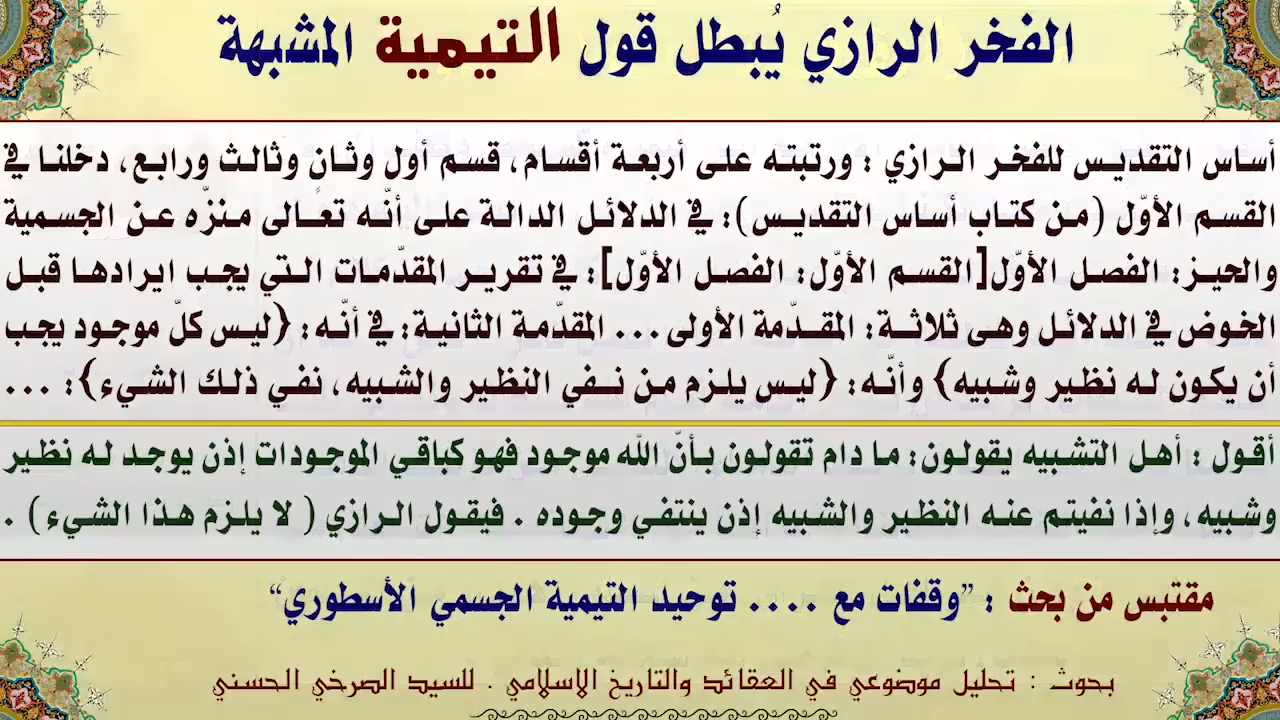 الفخر الرازي يُبطل قول التيمية المشبهة
أساس التقديس للفخر الرازي : ورتبته على أربعة أقسام، قسم أول وثانٍ وثالث ورابع، دخلنا في
القسم الأوّل (من كتاب أساس التقديس): في الدلائل الدالة على أنّه تعالى منزّه عن الجسمية
والحيز: الفصل الأوّل[القسم الأوّل: الفصل الأوّل]: في تقرير المقدّمات التي يجب ايرادها قبل
الخوض في الدلائل وهى ثلاثة: المقدّمة الأولى ... المقدّمة الثانية: في أنّه: {ليس كلّ موجود يجب
أن يكون له نظير وشبيه} وأنّه: {ليس يلزم من نفي النظير والشبيه، نفي ذلك الشيء}: ...
أقول : أهل التشبيه يقولون: ما دام تقولون بأنّ الله موجود فهو كباقي الموجودات إذن يوجد له نظير
وشبيه، وإذا نفيتم عنه النظير والشبيه إذن ينتفي وجوده . فيقول الرازي ( لا يلزم هذا الشيء) .
مقتبس من بحث : ”وقفات مع .... توحيد التيمية الجسمي الأسطوري“
بحوث : تحليل موضوعي في العقائد والتاريخ الاسلامي . للسيد الصرخي الحسني